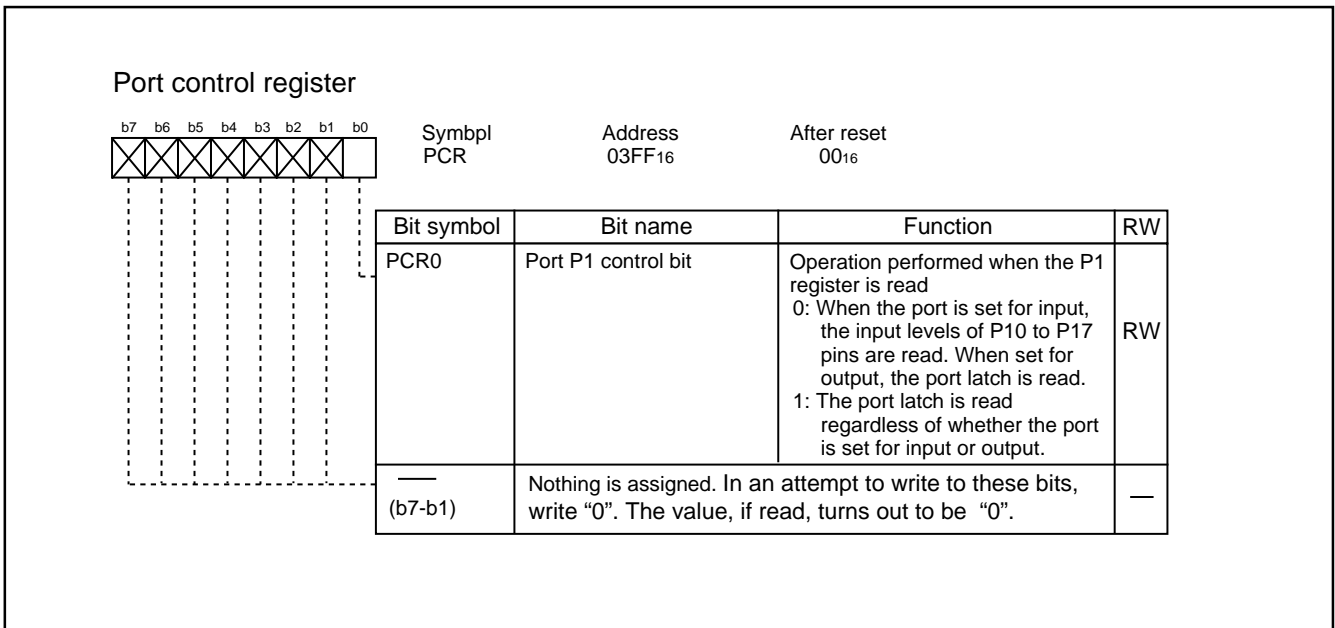 Port control register
b7 b6 b5 b4 b3 b2 b1 b0
Symbpl Address After reset
PCR 03FF16 0016
Bit symbol Bit name Function RW
PCR0 Port P1 control bit Operation performed when the P1
register is read
0: When the port is set for input,
the input levels of P10 to P17
pins are read. When set for
output, the port latch is read.
1: The port latch is read
regardless of whether the port
is set for input or output.
RW
(b7-b1) Nothing is assigned. In an attempt to write to these bits,
write “0”. The value, if read, turns out to be “0”.
—